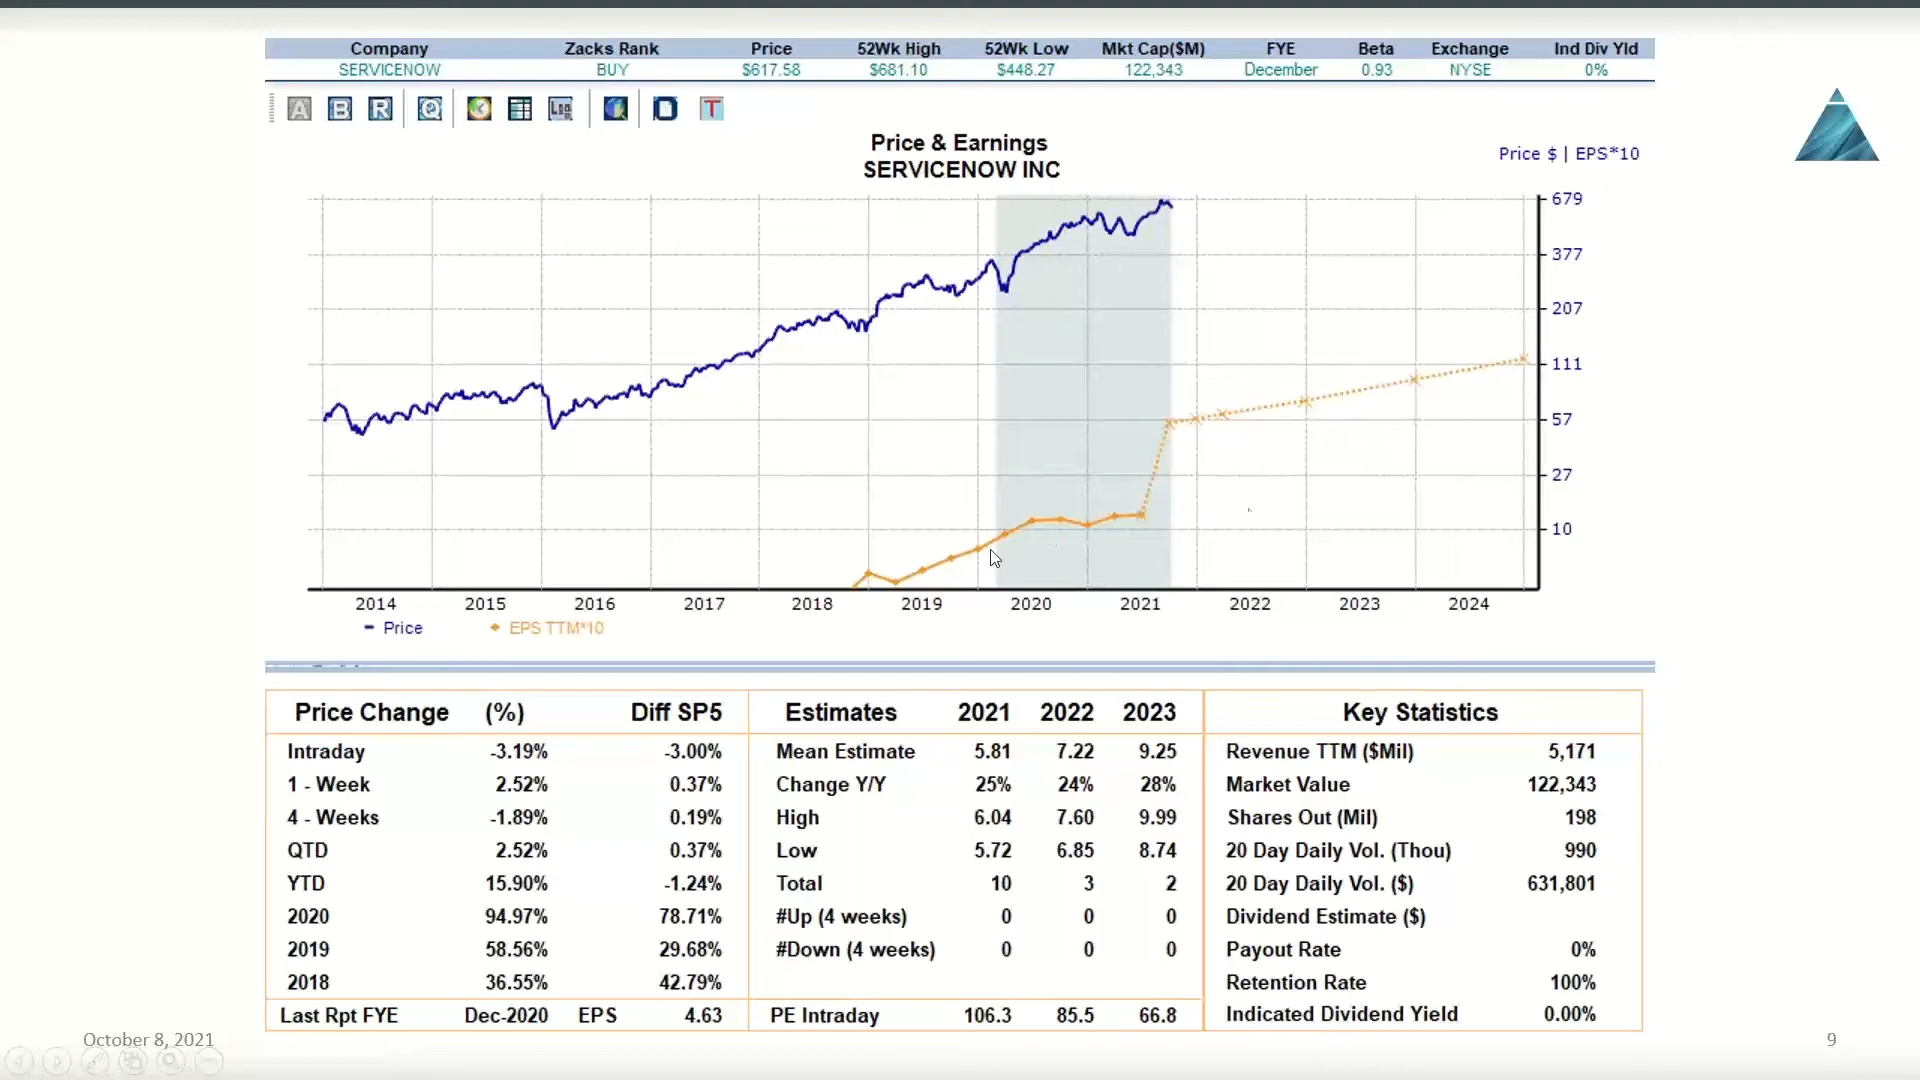 Company Zacks Rank Price 52Wk High 52Wk Low Mkt Cap($M) FYE Beta Exchange Ind Div Yld
SERVICENOW BUY $617.58 $681.10 $448.27 122,343 December 0.93 NYSE 0%
A B R Log T
Price & Earnings
SERVICENOW INC
Price $ | EPS*10
679
377
207
111
57
27
10
2014 2015 2016 2017 2018 2019 2020 2021 2022 2023 2024
Price EPS TTM*10
Price Change (%) Diff SP5 Estimates 2021 2022 2023 Key Statistics
Intraday -3.19% -3.00% Mean Estimate 5.81 7.22 9.25 Revenue TTM ($Mil) 5,171
1 - Week 2.52% 0.37% Change Y/Y 25% 24% 28% Market Value 122,343
4 - Weeks -1.89% 0.19% High 6.04 7.60 9.99 Shares Out (Mil) 198
QTD 2.52% 0.37% Low 5.72 6.85 8.74 20 Day Daily Vol. (Thou) 990
YTD 15.90% -1.24% Total 10 3 2 20 Day Daily Vol. ($) 631,801
2020 94.97% 78.71% #Up (4 weeks) 0 0 0 Dividend Estimate ($)
2019 58.56% 29.68% #Down (4 weeks) 0 0 0 Payout Rate 0%
2018 36.55% 42.79% Retention Rate 100%
Last Rpt FYE Dec-2020 EPS 4.63 PE Intraday 106.3 85.5 66.8 Indicated Dividend Yield 0.00%
October 8, 2021 9